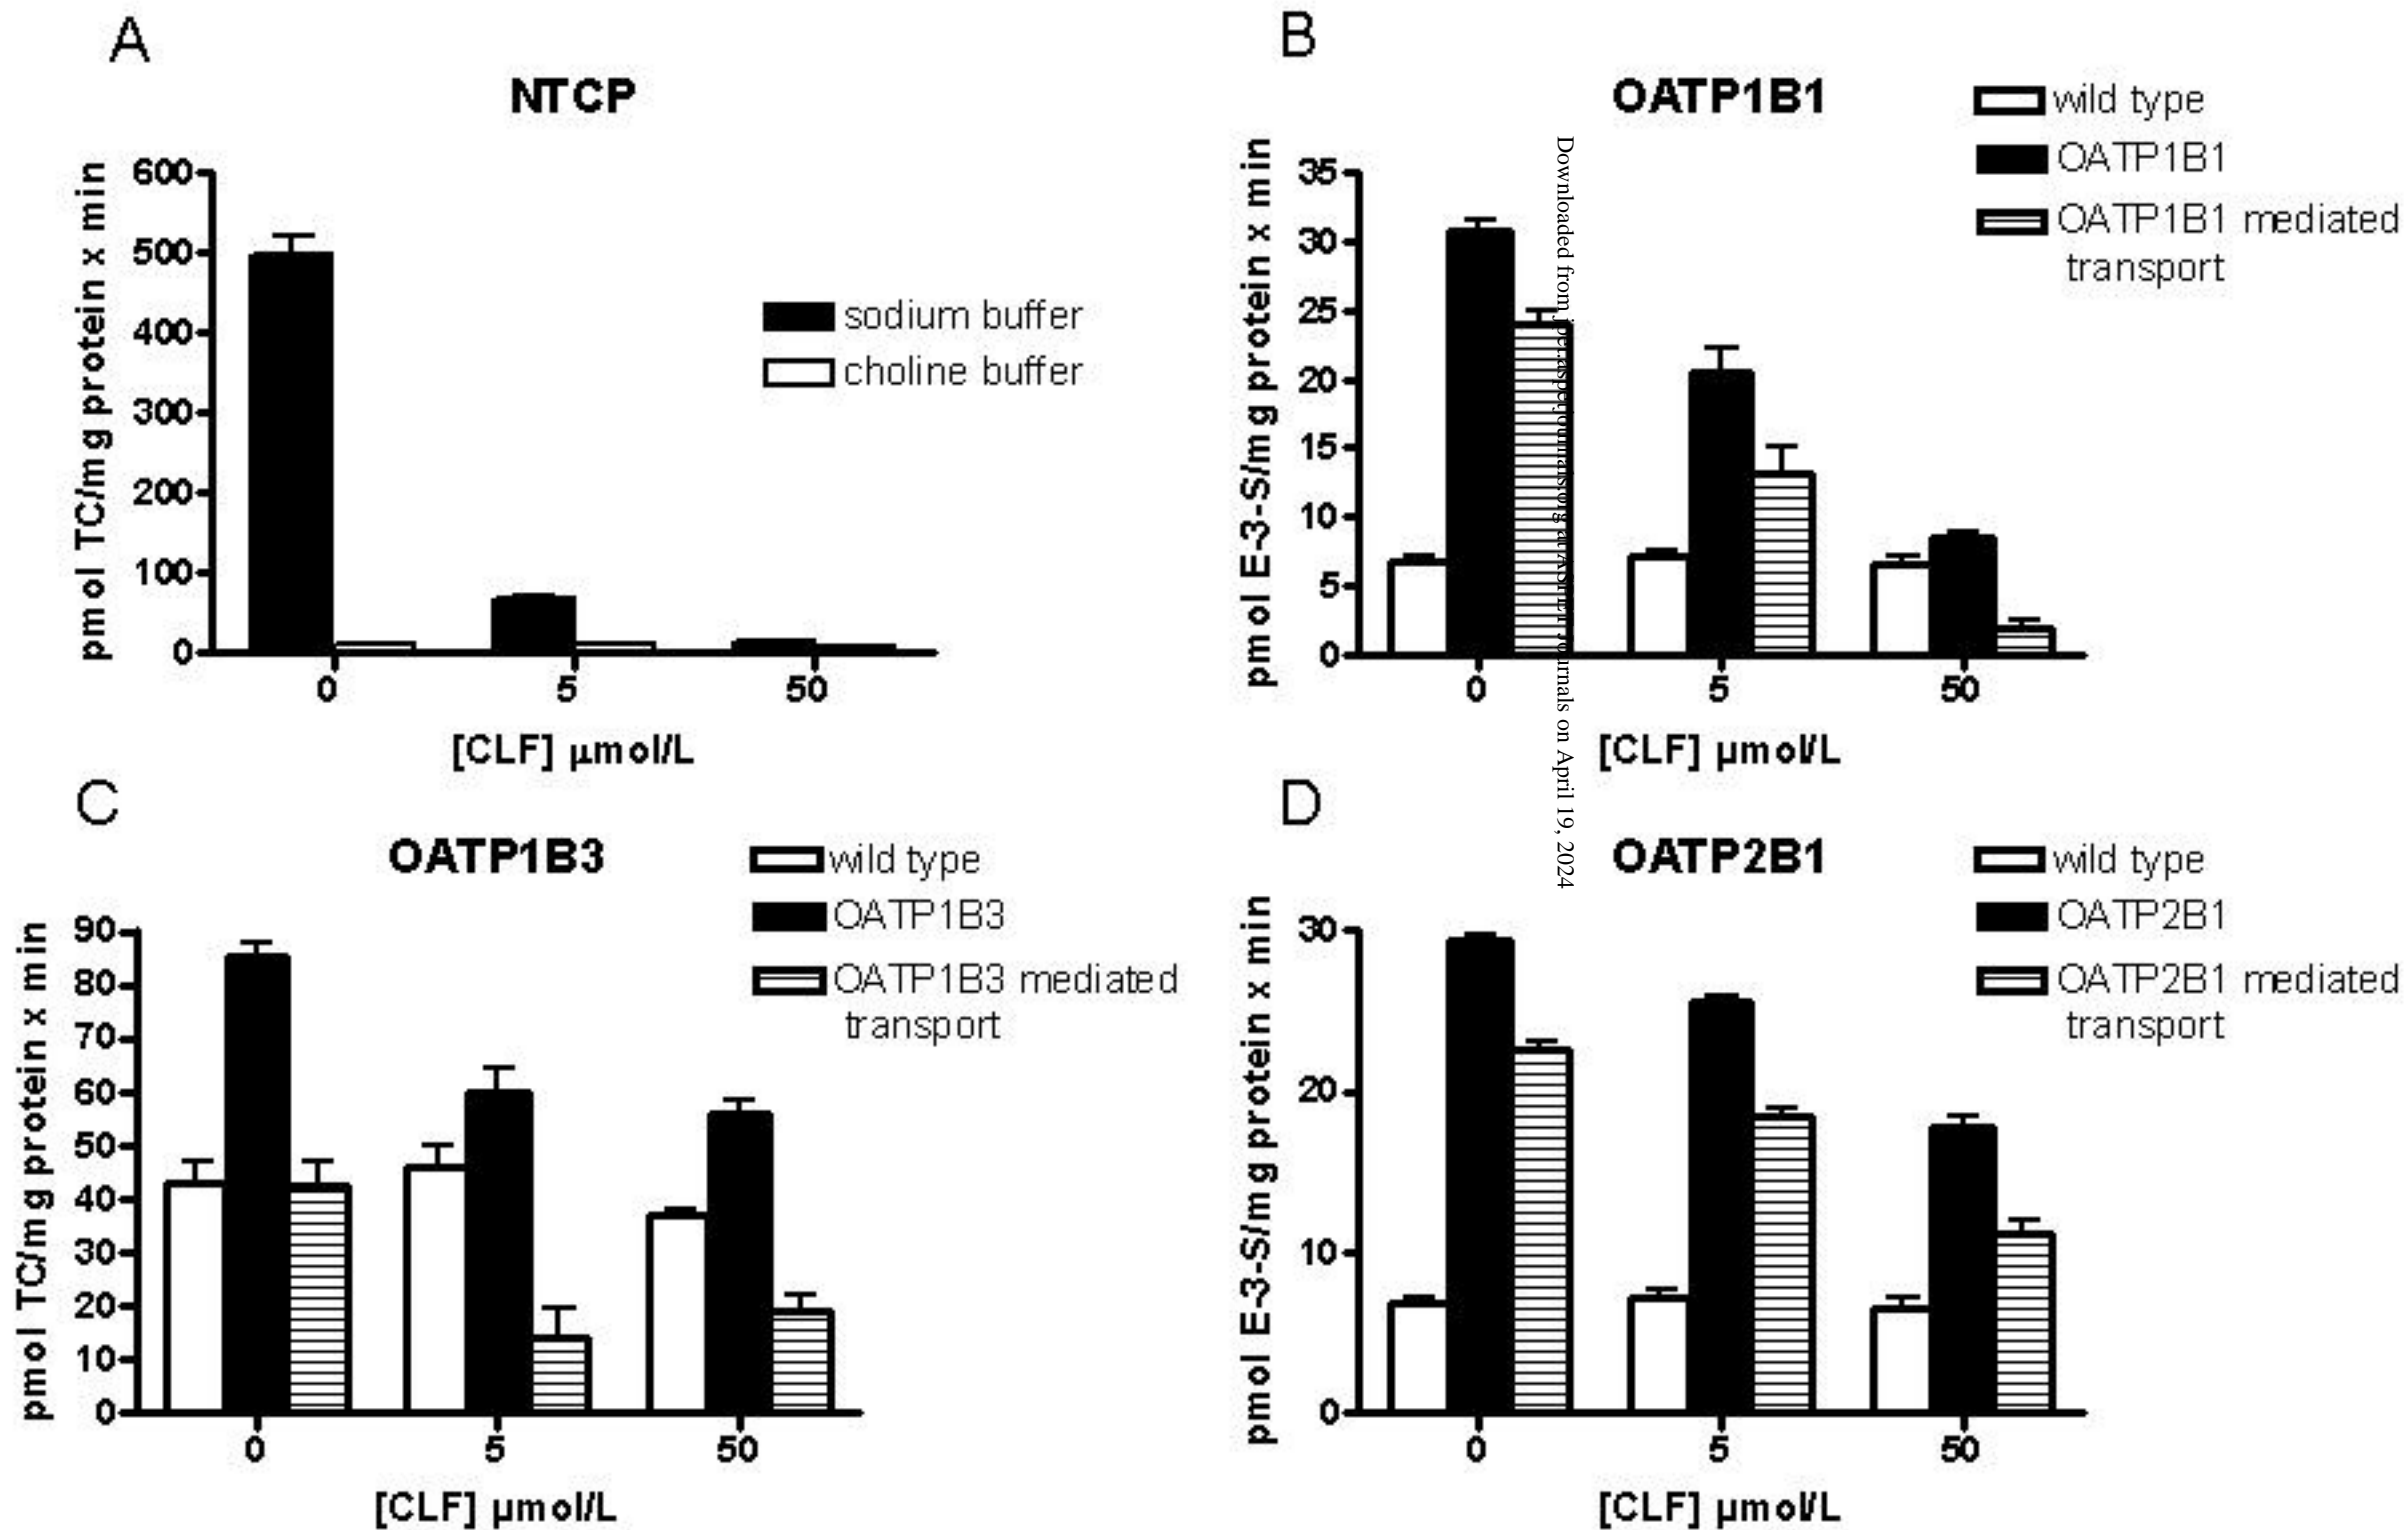 A
NTCP
pmol TC/mg protein x min
600
500
400
300
200
100
0
0 5 50
[CLF] µmol/L
sodium buffer
choline buffer
B
OATP1B1
wild type
OATP1B1
OATP1B1 mediated
transport
pmol E-3-S/mg protein x min
35
30
25
20
15
10
5
0
0 5 50
[CLF] µmol/L
Downloaded from jpet.aspetjournals.org at ASPET Journals on April 19, 2024
C
OATP1B3
wild type
OATP1B3
OATP1B3 mediated
transport
pmol TC/mg protein x min
90
80
70
60
50
40
30
20
10
0
0 5 50
[CLF] µmol/L
D
OATP2B1
wild type
OATP2B1
OATP2B1 mediated
transport
pmol E-3-S/mg protein x min
30
20
10
0
0 5 50
[CLF] µmol/L